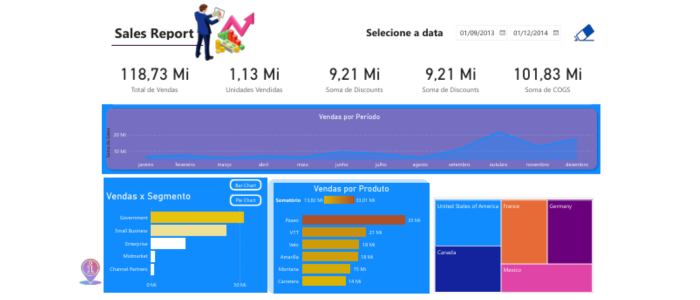 Sales Report
Selecione a data
01/09/2013 01/12/2014
118,73 Mi 1,13 Mi 9,21 Mi 9,21 Mi 101,83 Mi
Total de Vendas Unidades Vendidas Soma de Discounts Soma de Discounts Soma de COGS
Vendas por Período
20 Mi
10 Mi
janeiro fevereiro março abril maio junho julho agosto setembro outubro novembro dezembro
Bar Chart
Vendas x Segmento
Pie Chart
Government
Small Business
Enterprise
Midmarket
Channel Partners
0 Mi 50 Mi
Vendas por Produto
Somatório 13,82 Mi 33,01 Mi
Paseo 33 Mi
VTT 21 Mi
Velo 18 Mi
Amarilla 18 Mi
Montana 15 Mi
Carretera 14 Mi
United States of America France Germany
Canada
Mexico